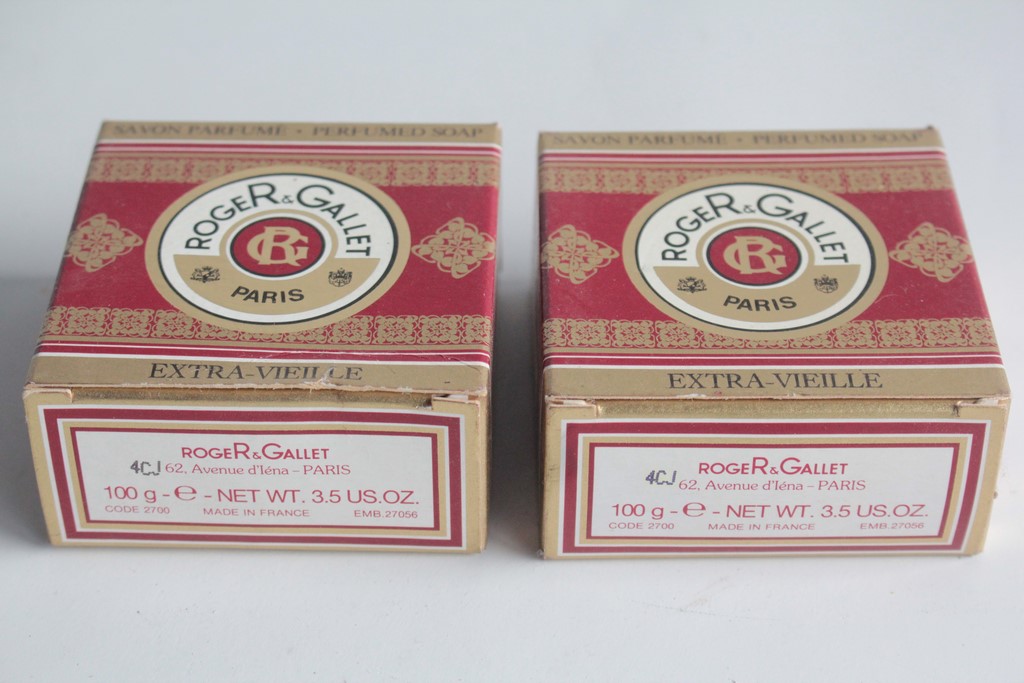 SAVON PARFUMÉ • PERFUMED SOAP
ROGER & GALLET
RG
PARIS
EXTRA-VIEILLE
ROGER & GALLET
4CJ 62, Avenue d'Iéna - PARIS
100 g - ℮ - NET WT. 3.5 US.OZ.
CODE 2700 MADE IN FRANCE EMB.27056
SAVON PARFUMÉ • PERFUMED SOAP
ROGER & GALLET
RG
PARIS
EXTRA-VIEILLE
ROGER & GALLET
4CJ 62, Avenue d'Iéna - PARIS
100 g - ℮ - NET WT. 3.5 US.OZ.
CODE 2700 MADE IN FRANCE EMB.27056